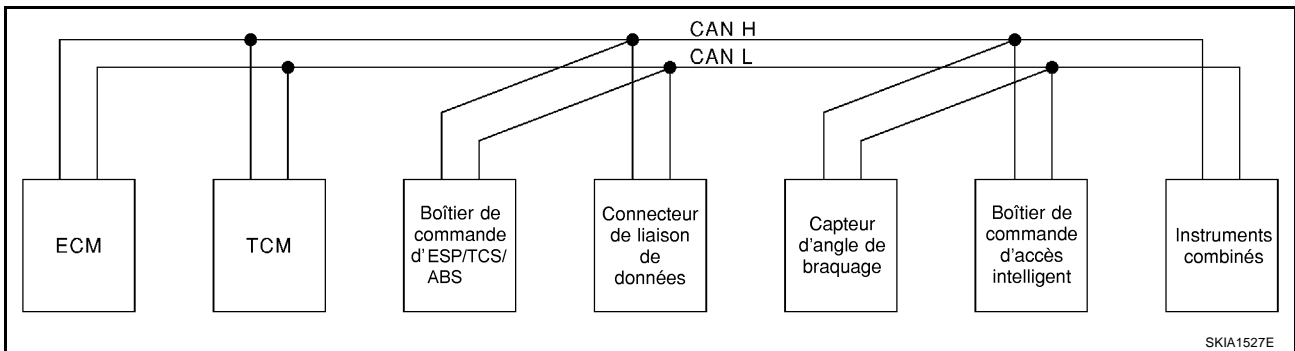 CAN H
CAN L
ECM
TCM
Boîtier de
commande
d'ESP/TCS/
ABS
Connecteur
de liaison
de
données
Capteur
d'angle de
braquage
Boîtier de
commande
d'accès
intelligent
Instruments
combinés
SKIA1527E